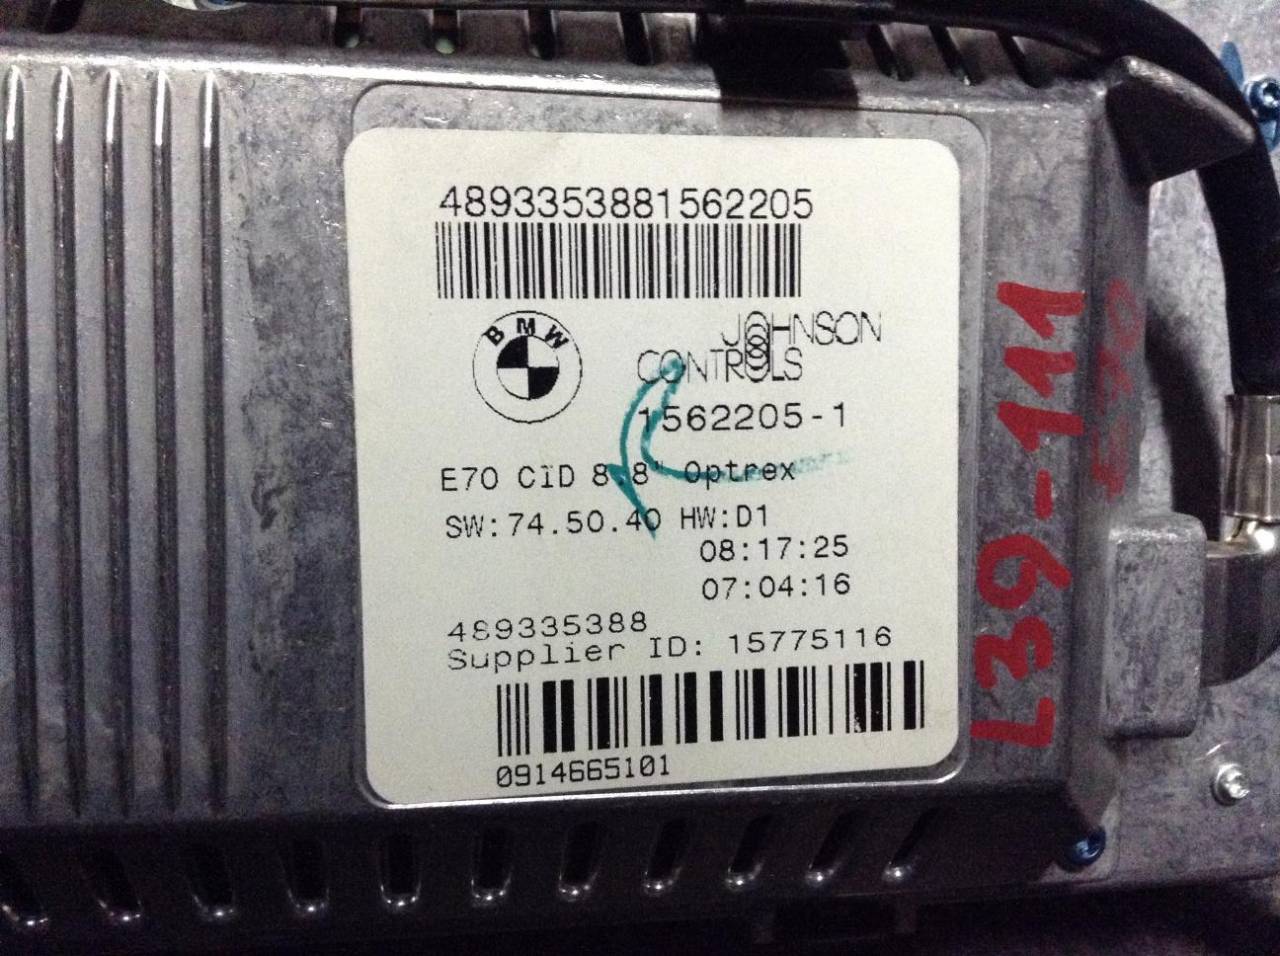 4893353881562205
BMW
JOHNSON
CONTROLS
1562205-1
E70 CID 8.8" Optrex
SW:74.50.40 HW:D1
08:17:25
07:04:16
489335388
Supplier ID: 15775116
0914665101
L39-111
E70